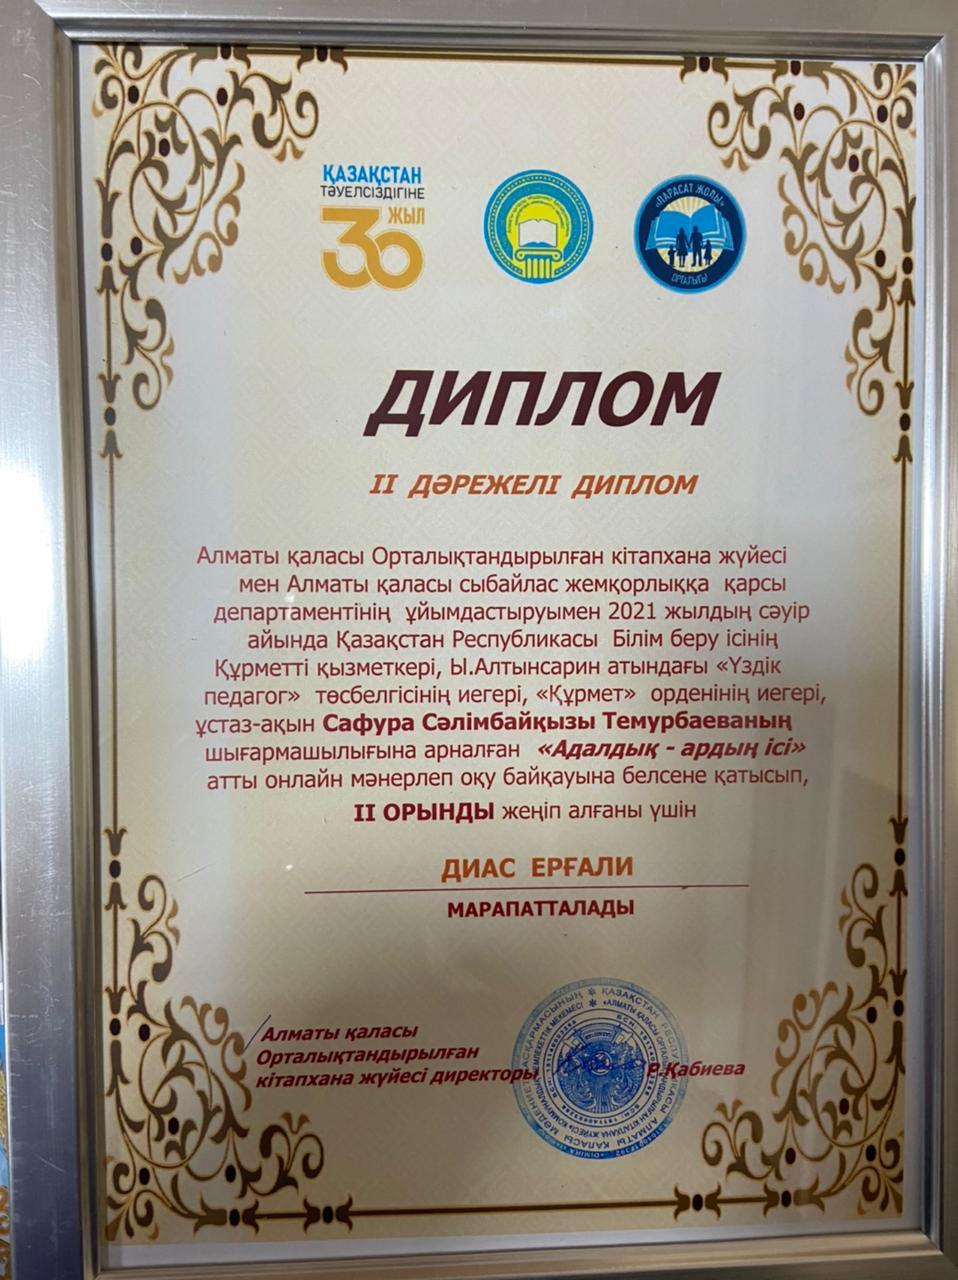 ҚАЗАҚСТАН
ТӘУЕЛСІЗДІГІНЕ
30 ЖЫЛ
«ПАРАСАТ ЖОЛЫ»
ОРТАЛЫҒЫ
ДИПЛОМ
II ДӘРЕЖЕЛІ ДИПЛОМ
Алматы қаласы Орталықтандырылған кітапхана жүйесі
мен Алматы қаласы сыбайлас жемқорлыққа қарсы
департаментінің ұйымдастыруымен 2021 жылдың сәуір
айында Қазақстан Республикасы Білім беру ісінің
Құрметті қызметкері, Ы.Алтынсарин атындағы «Үздік
педагог» төсбелгісінің иегері, «Құрмет» орденінің иегері,
ұстаз-ақын Сафура Сәлімбайқызы Темурбаеваның
шығармашылығына арналған «Адалдық - ардың ісі»
атты онлайн мәнерлеп оқу байқауына белсене қатысып,
II ОРЫНДЫ жеңіп алғаны үшін
ДИАС ЕРҒАЛИ
МАРАПАТТАЛАДЫ
Алматы қаласы
Орталықтандырылған
кітапхана жүйесі директоры Р.Қабиева